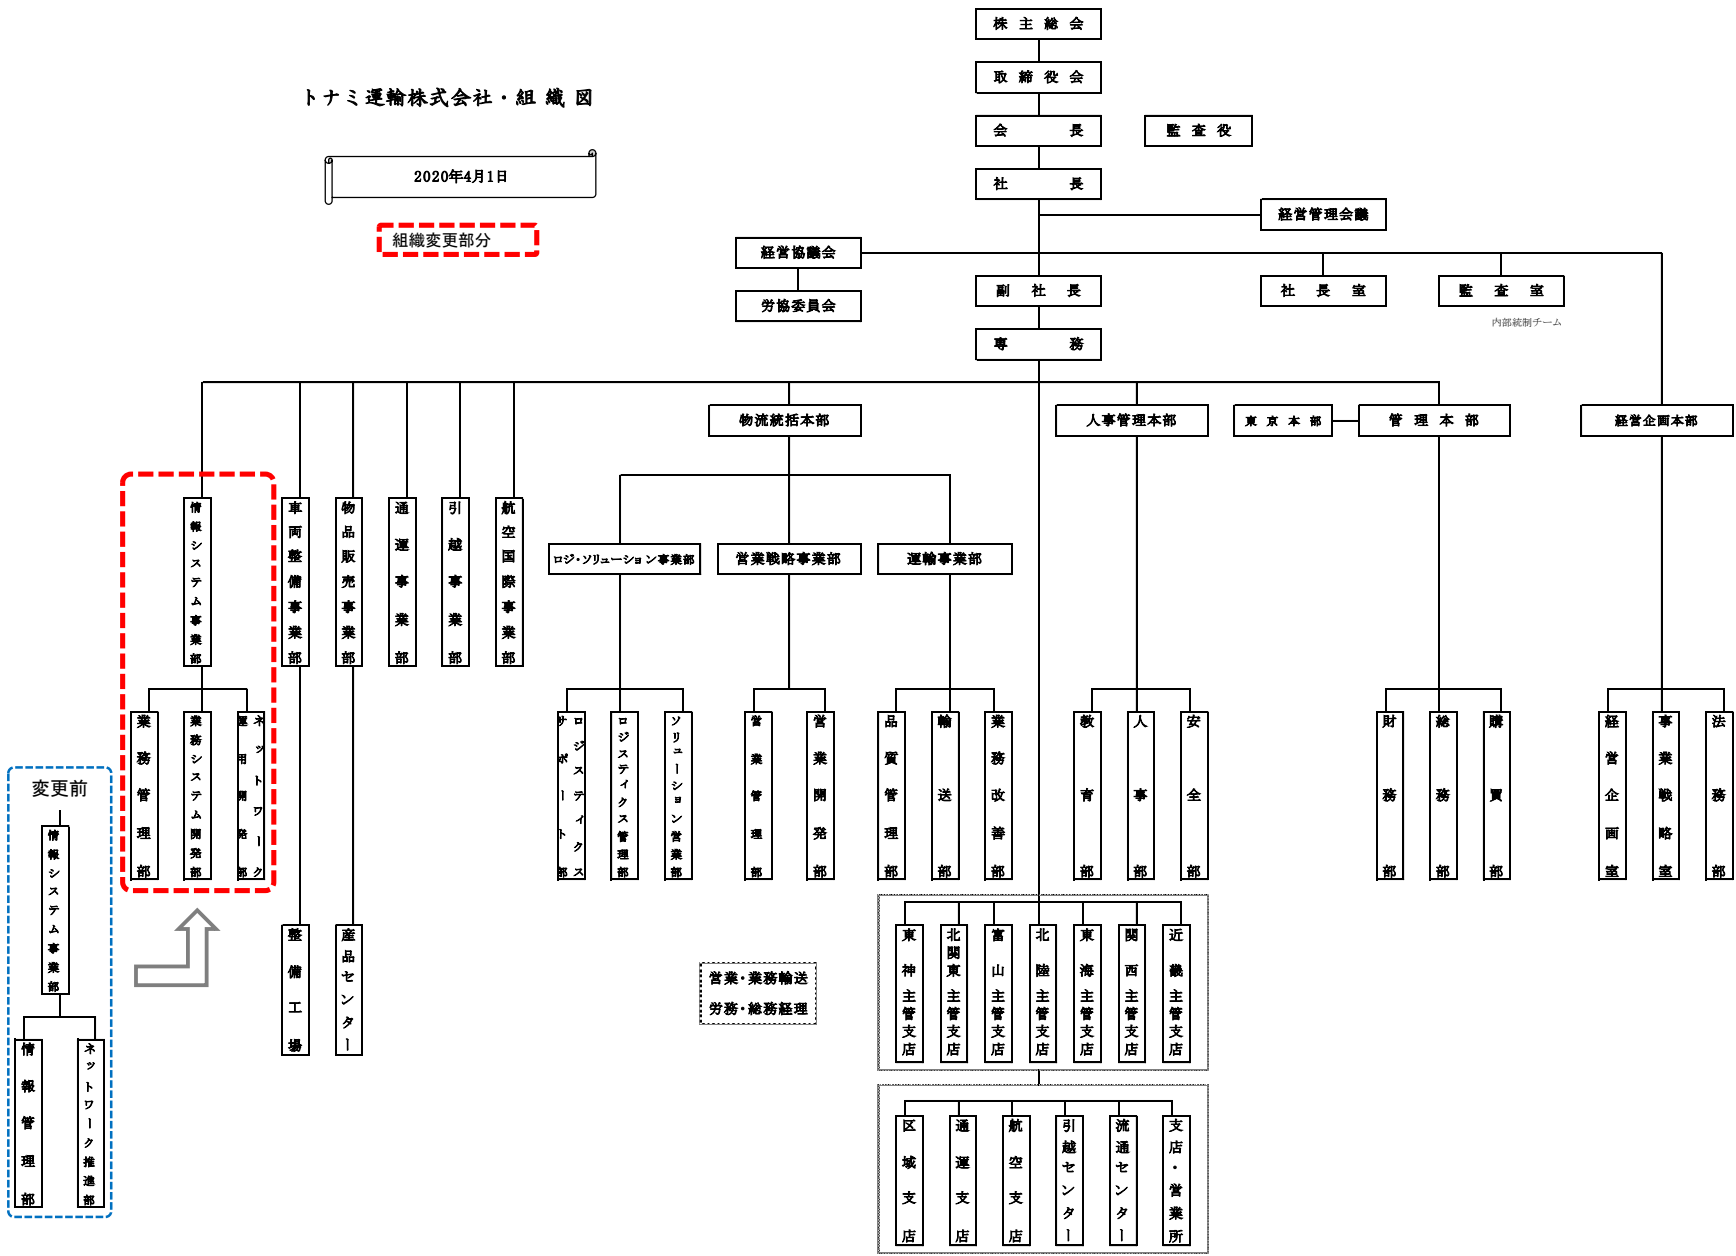 株主総会
取締役会
トナミ運輸株式会社・組織図
会長
監査役
2020年4月1日
社長
経営管理会議
組織変更部分
経営協議会
労協委員会
副社長
社長室
監査室
内部統制チーム
専務
物流統括本部
人事管理本部
東京本部
管理本部
経営企画本部
情報システム事業部
車両整備事業部
物品販売事業部
通運事業部
引越事業部
航空国際事業部
ロジ・ソリューション事業部
営業戦略事業部
運輸事業部
業務管理部
業務システム開発部
ネットワーク
運用開発部
ロジスティクス
サポート部
ロジスティクス管理部
ソリューション営業部
営業管理部
営業開発部
品質管理部
輸送部
業務改善部
教育部
人事部
安全部
財務部
総務部
購買部
経営企画室
事業戦略室
法務部
変更前
情報システム事業部
情報管理部
ネットワーク推進部
整備工場
産品センター
営業・業務輸送
労務・総務経理
東神主管支店
北関東主管支店
富山主管支店
北陸主管支店
東海主管支店
関西主管支店
近畿主管支店
区域支店
通運支店
航空支店
引越センター
流通センター
支店・営業所